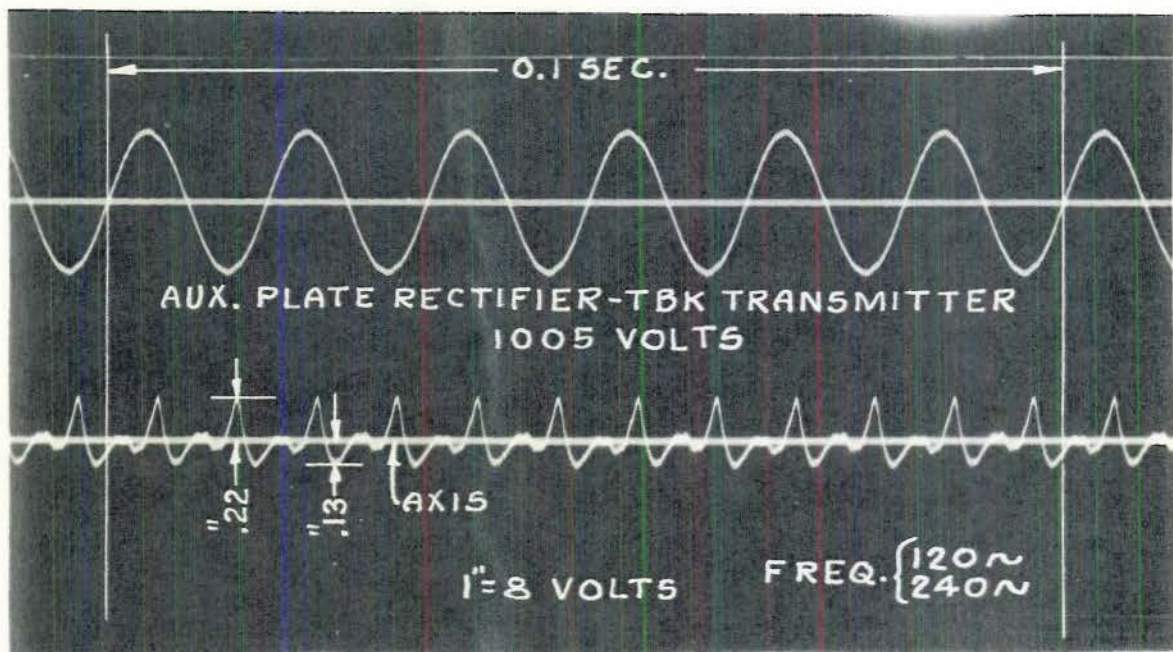 0.1 SEC.
AUX. PLATE RECTIFIER-TBK TRANSMITTER
1005 VOLTS
".22
".13
AXIS
1"=8 VOLTS
FREQ. {120~
240~